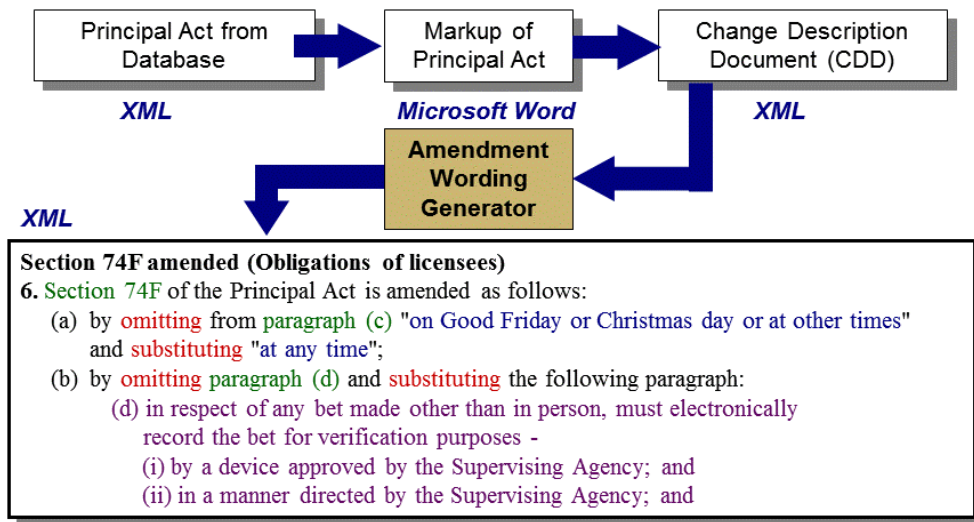 Principal Act from
Database
Markup of
Principal Act
Change Description
Document (CDD)
XML
Microsoft Word
XML
Amendment
Wording
Generator
XML
Section 74F amended (Obligations of licensees)
6. Section 74F of the Principal Act is amended as follows:
(a) by omitting from paragraph (c) "on Good Friday or Christmas day or at other times"
and substituting "at any time";
(b) by omitting paragraph (d) and substituting the following paragraph:
(d) in respect of any bet made other than in person, must electronically
record the bet for verification purposes -
(i) by a device approved by the Supervising Agency; and
(ii) in a manner directed by the Supervising Agency; and